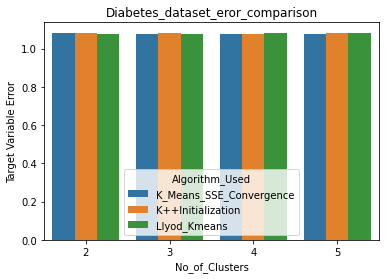 Diabetes_dataset_eror_comparison
Target Variable Error
1.0
0.8
0.6
0.4
0.2
0.0
Algorithm_Used
K_Means_SSE_Convergence
K++Initialization
Llyod_Kmeans
2 3 4 5
No_of_Clusters